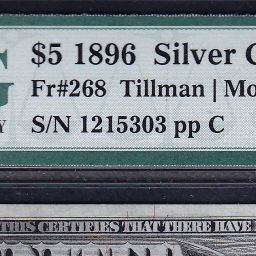 $5 1896 Silver C
Fr#268 Tillman | Mo
S/N 1215303 pp C
THIS CERTIFIES THAT THERE HAVE